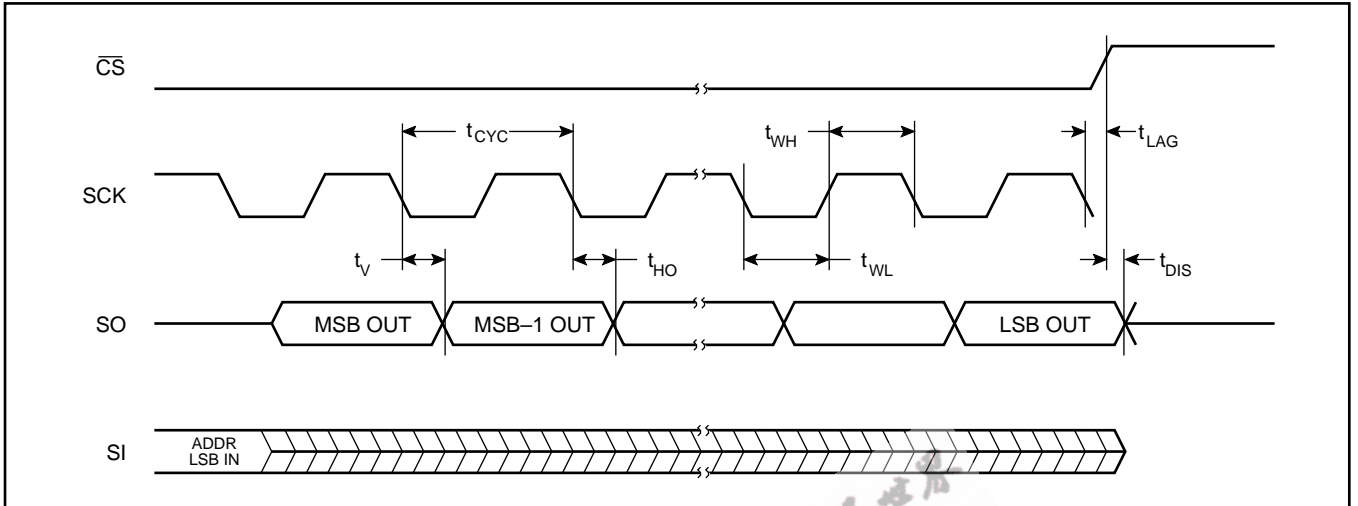 CS
tCYC
tWH
tLAG
SCK
tV
tHO
tWL
tDIS
SO
MSB OUT
MSB–1 OUT
LSB OUT
SI
ADDR
LSB IN